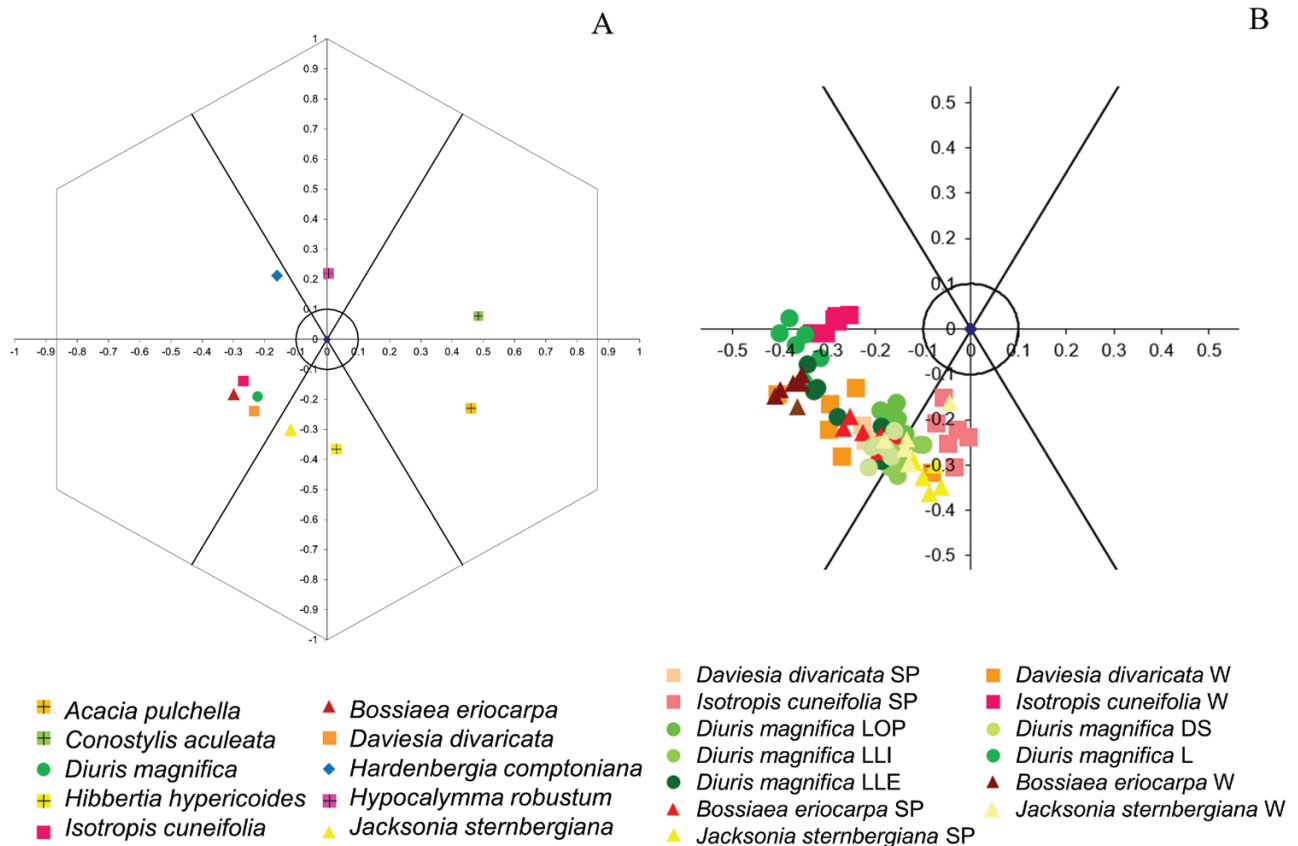 A
1
0.9
0.8
0.7
0.6
0.5
0.4
0.3
0.2
0.1
0
-1 -0.9 -0.8 -0.7 -0.6 -0.5 -0.4 -0.3 -0.2 -0.1 0 0.1 0.2 0.3 0.4 0.5 0.6 0.7 0.8 0.9 1
-0.1
-0.2
-0.3
-0.4
-0.5
-0.6
-0.7
-0.8
-0.9
-1
Acacia pulchella
Conostylis aculeata
Diuris magnifica
Hibbertia hypericoides
Isotropis cuneifolia
Bossiaea eriocarpa
Daviesia divaricata
Hardenbergia comptoniana
Hypocalymma robustum
Jacksonia sternbergiana
B
0.5
0.4
0.3
0.2
0.1
0
-0.5 -0.4 -0.3 -0.2 -0.1 0 0.1 0.2 0.3 0.4 0.5
-0.1
-0.2
-0.3
-0.4
-0.5
Daviesia divaricata SP
Isotropis cuneifolia SP
Diuris magnifica LOP
Diuris magnifica LLI
Diuris magnifica LLE
Bossiaea eriocarpa SP
Jacksonia sternbergiana SP
Daviesia divaricata W
Isotropis cuneifolia W
Diuris magnifica DS
Diuris magnifica L
Bossiaea eriocarpa W
Jacksonia sternbergiana W